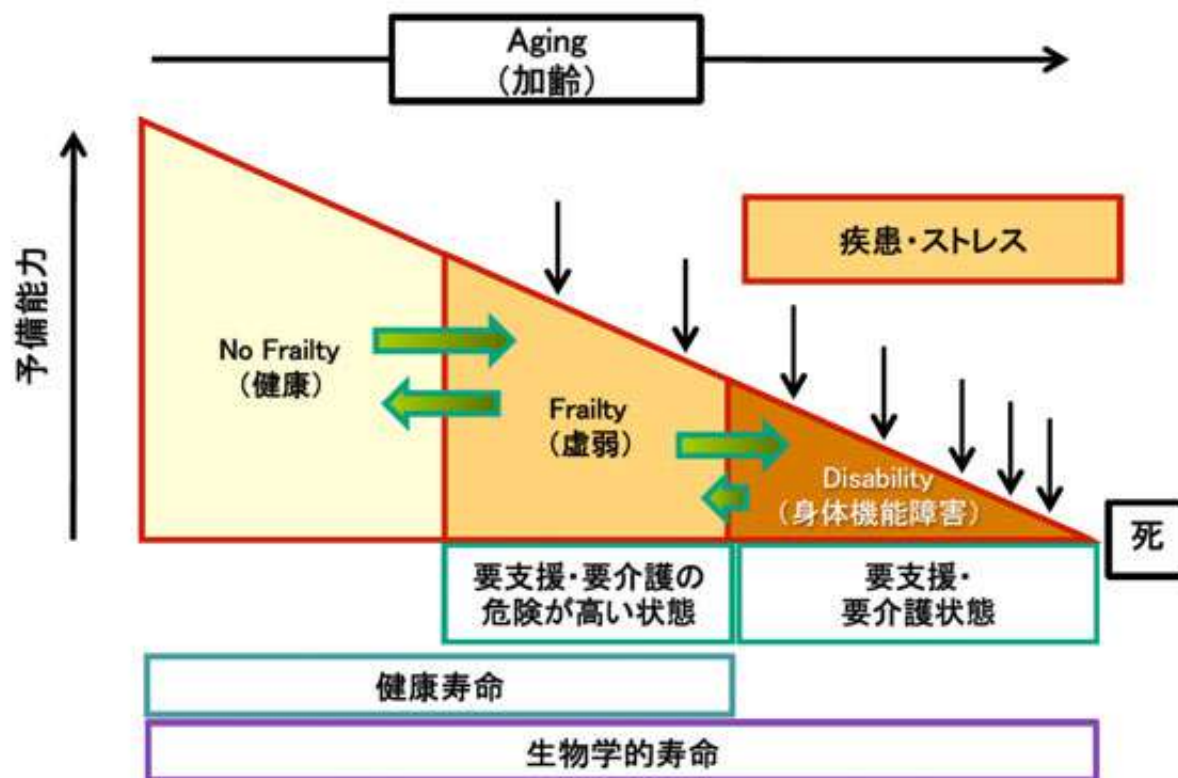 Aging
（加齢）
予備能力
疾患・ストレス
No Frailty
（健康）
Frailty
（虚弱）
Disability
（身体機能障害）
死
要支援・要介護の
危険が高い状態
要支援・
要介護状態
健康寿命
生物学的寿命